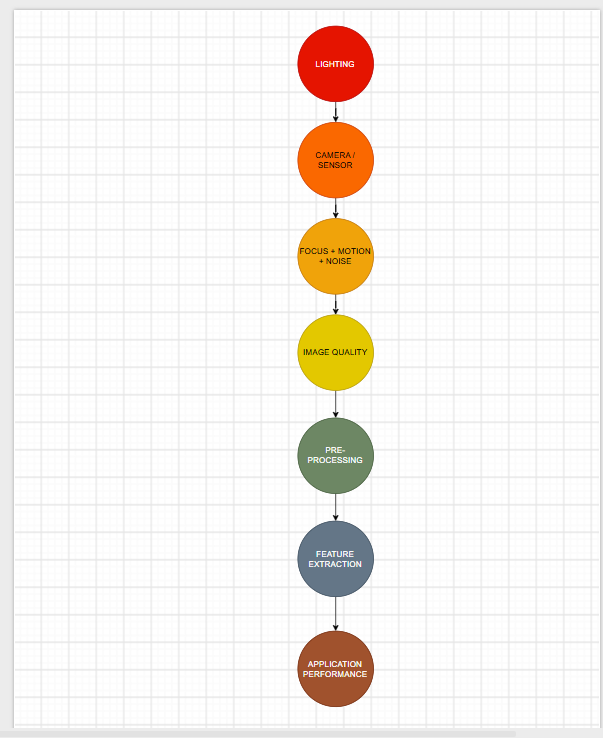 LIGHTING
CAMERA /
SENSOR
FOCUS + MOTION
+ NOISE
IMAGE QUALITY
PRE-
PROCESSING
FEATURE
EXTRACTION
APPLICATION
PERFORMANCE